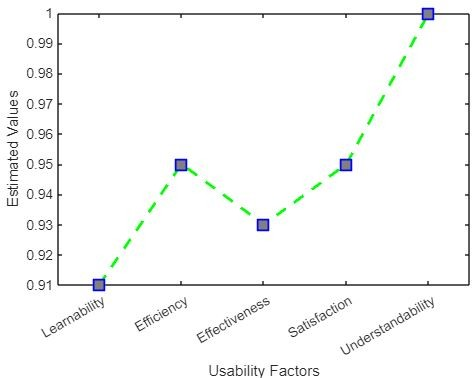 1
0.99
0.98
0.97
0.96
0.95
0.94
0.93
0.92
0.91
Estimated Values
Learnability
Efficiency
Effectiveness
Satisfaction
Understandability
Usability Factors